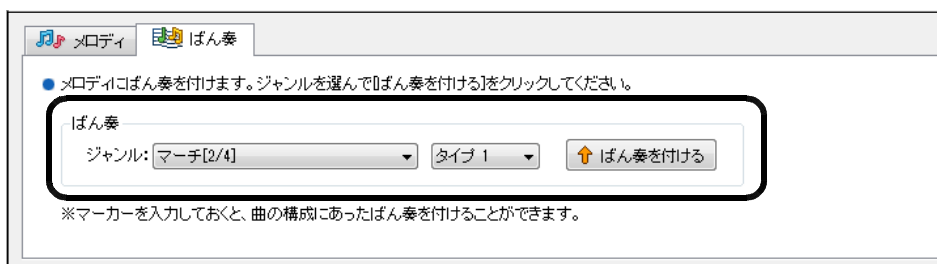 メロディ ばん奏
メロディにばん奏を付けます。ジャンルを選んで[ばん奏を付ける]をクリックしてください。
ばん奏
ジャンル: マーチ[2/4] タイプ 1 ばん奏を付ける
※マーカーを入力しておくと、曲の構成にあったばん奏を付けることができます。